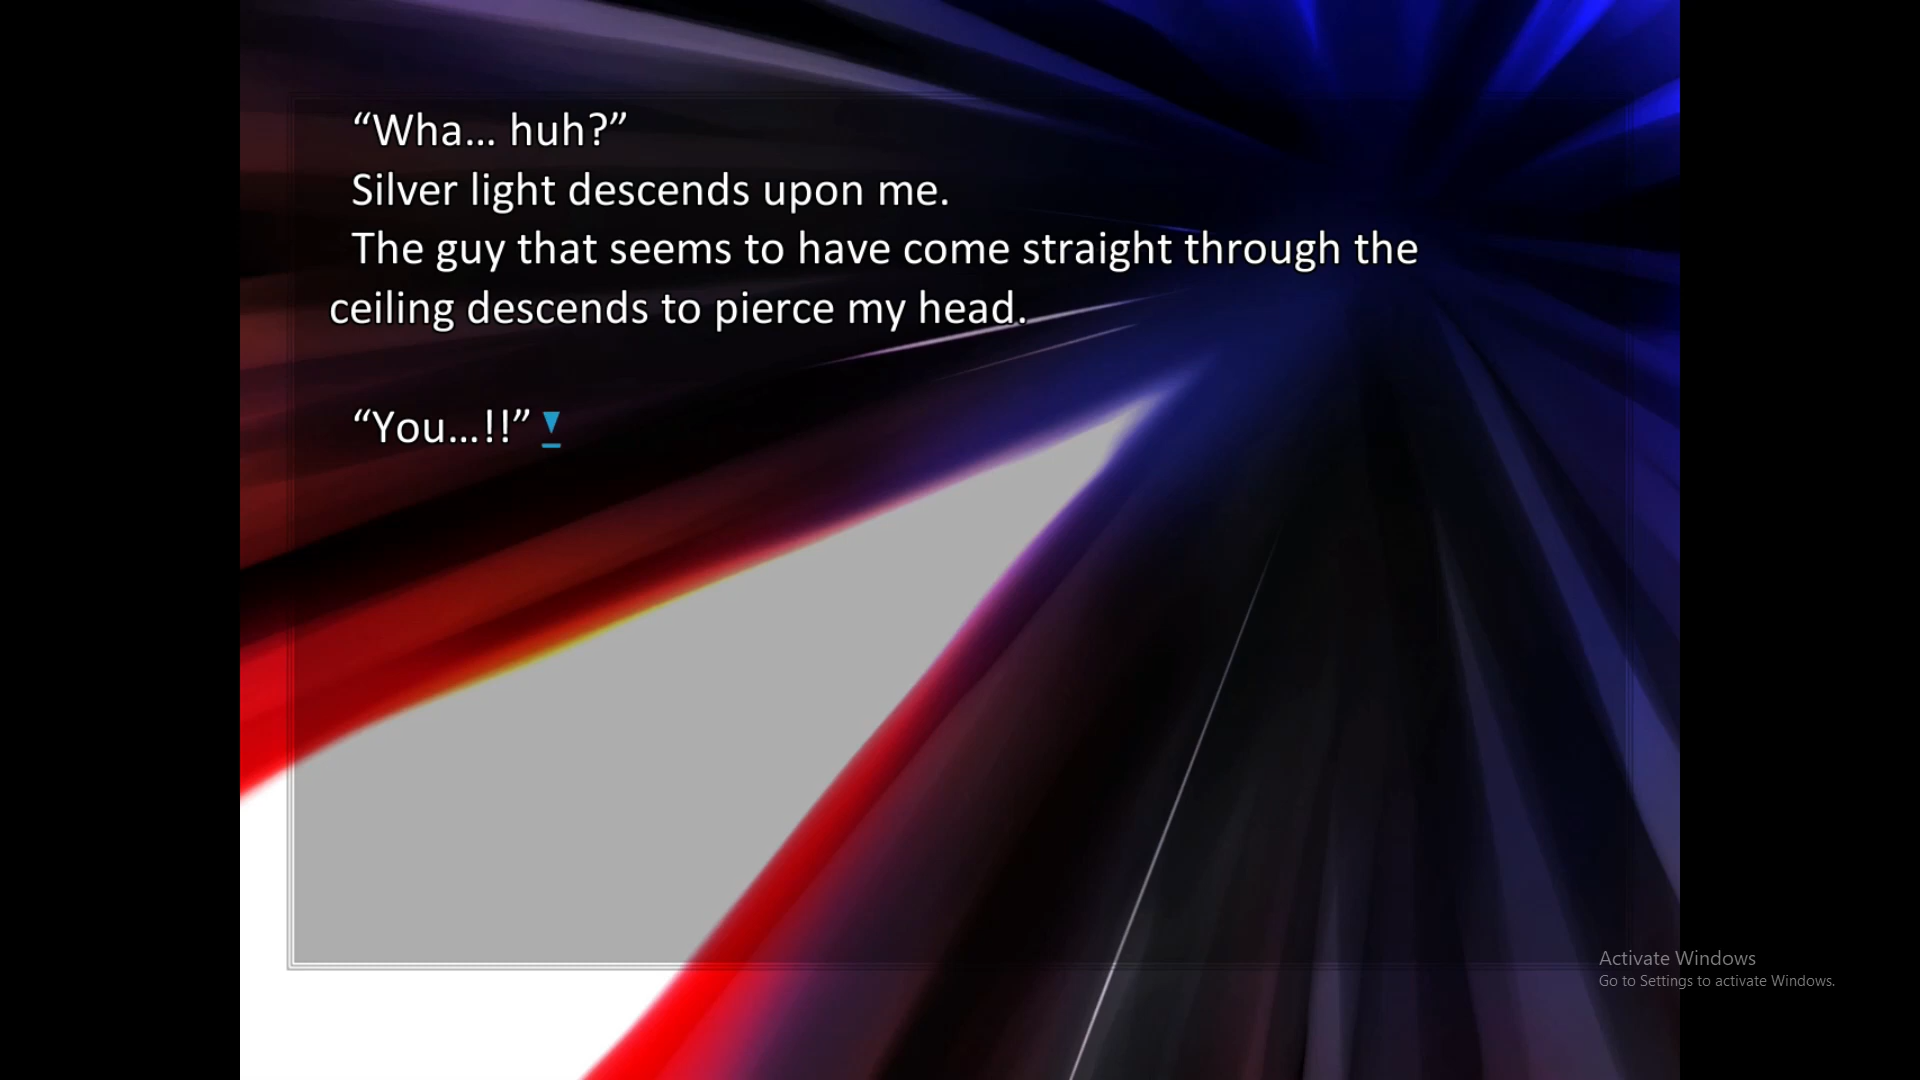 “Wha… huh?”
Silver light descends upon me.
The guy that seems to have come straight through the
ceiling descends to pierce my head.
“You…!!”
Activate Windows
Go to Settings to activate Windows.